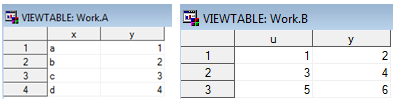 VIEWTABLE: Work.A
x y
1 a 1
2 b 2
3 c 3
4 d 4
VIEWTABLE: Work.B
u y
1 1 2
2 3 4
3 5 6